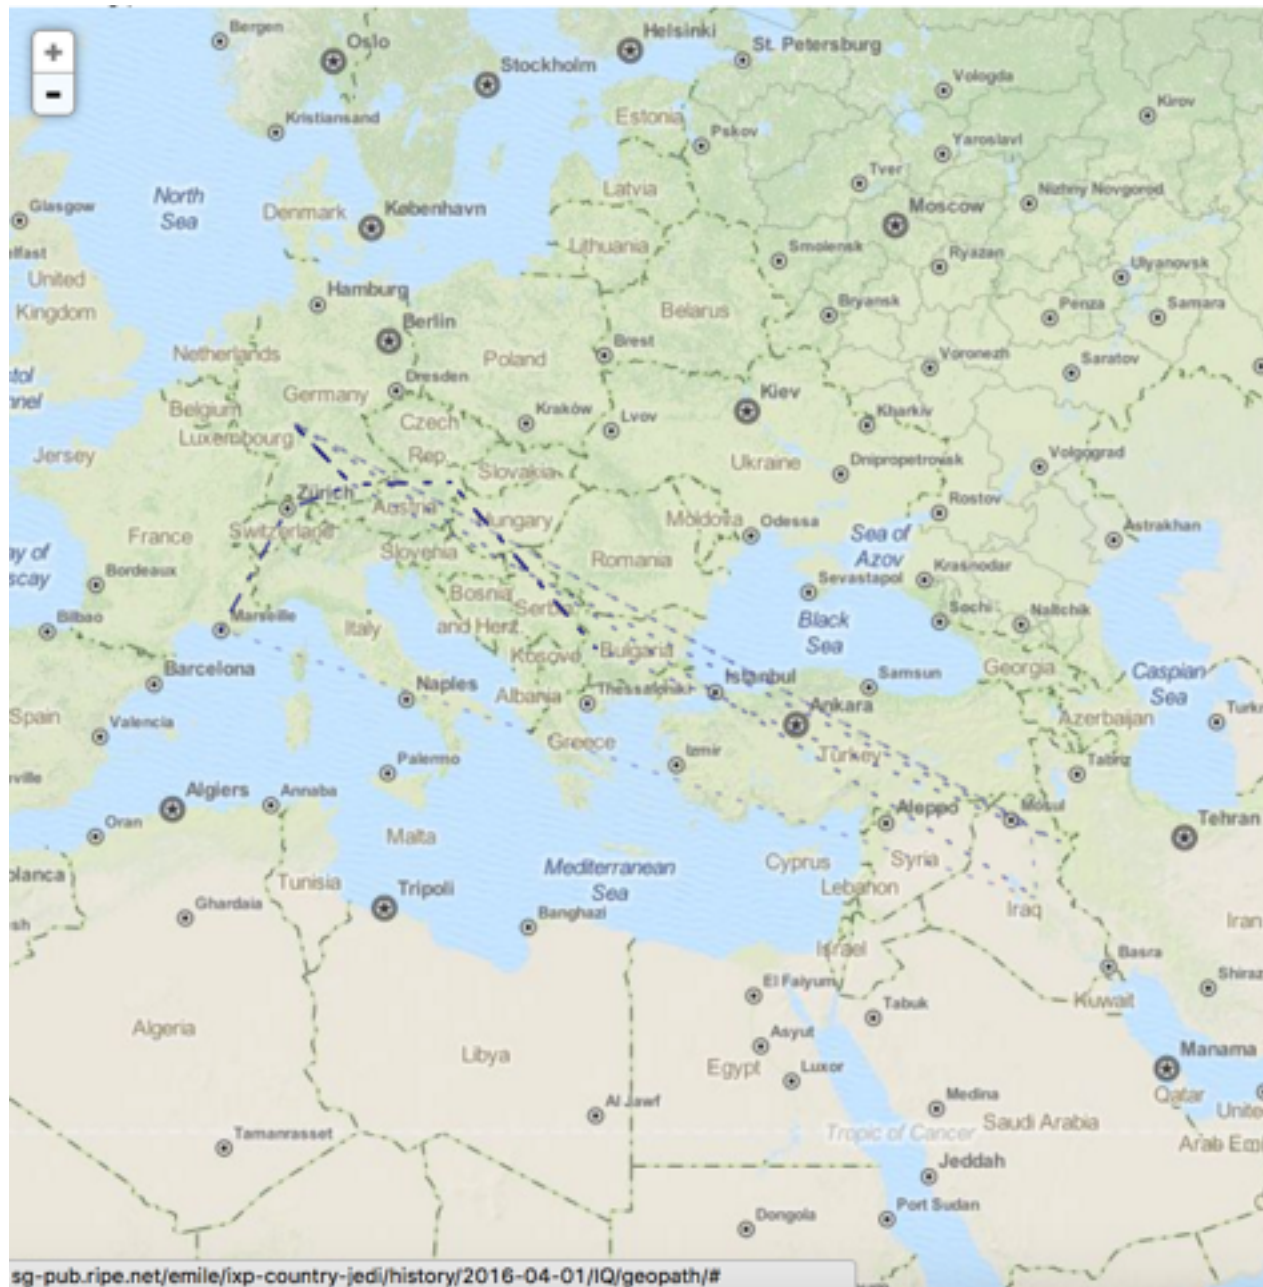 +
-
Bergen
Oslo
Stockholm
Helsinki
St. Petersburg
Vologda
Kirov
Kristiansand
Estonia
Pskov
Yaroslavl
Tver
Nizhny Novgorod
Glasgow
North
Sea
Denmark
København
Latvia
Moscow
Lithuania
Smolensk
Ryazan
Ulyanovsk
United
Kingdom
Hamburg
Berlin
Belarus
Bryansk
Penza
Samara
Netherlands
Poland
Brest
Voronezh
Saratov
Germany
Dresden
Kiev
Belgium
Luxembourg
Czech
Rep.
Kraków
Lvov
Kharkiv
Jersey
Slovakia
Ukraine
Dnipropetrovsk
Volgograd
Zürich
Austria
Hungary
Moldova
Odessa
Rostov
Astrakhan
France
Switzerland
Slovenia
Romania
Sea of
Azov
Krasnodar
Bordeaux
Sevastapol
Bosnia
and Herz.
Serbia
Black
Sea
Sochi
Naltchik
Bilbao
Marseille
Italy
Kosovo
Bulgaria
Georgia
Caspian
Sea
Barcelona
Naples
Albania
Thessaloniki
Istanbul
Samsun
Azerbaijan
Spain
Valencia
Greece
Izmir
Ankara
Turkey
Tabriz
Palermo
Algiers
Annaba
Oran
Malta
Aleppo
Mosul
Tehran
Tunisia
Tripoli
Mediterranean
Sea
Cyprus
Syria
Lebanon
Ghardaia
Banghazi
Iraq
Iran
Israel
Basra
El Faiyum
Tabuk
Kuwait
Shiraz
Algeria
Libya
Asyut
Egypt
Luxor
Manama
Qatar
Al Jawf
Medina
Saudi Arabia
Tamanrasset
Tropic of Cancer
Jeddah
Dongola
Port Sudan
sg-pub.ripe.net/emile/ixp-country-jedi/history/2016-04-01/IQ/geopath/#